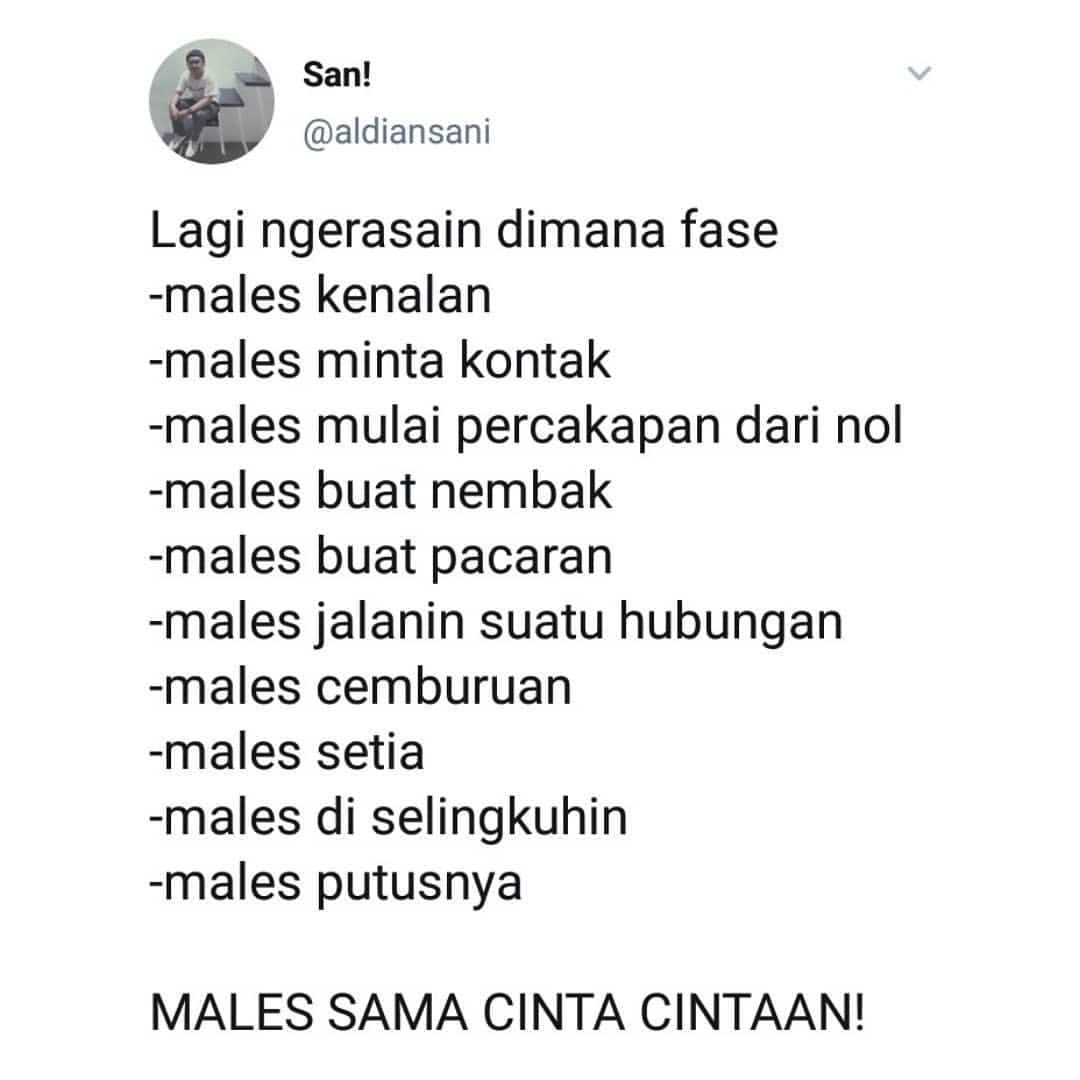 San!
@aldiansani
Lagi ngerasain dimana fase
-males kenalan
-males minta kontak
-males mulai percakapan dari nol
-males buat nembak
-males buat pacaran
-males jalanin suatu hubungan
-males cemburuan
-males setia
-males di selingkuhin
-males putusnya
MALES SAMA CINTA CINTAAN!